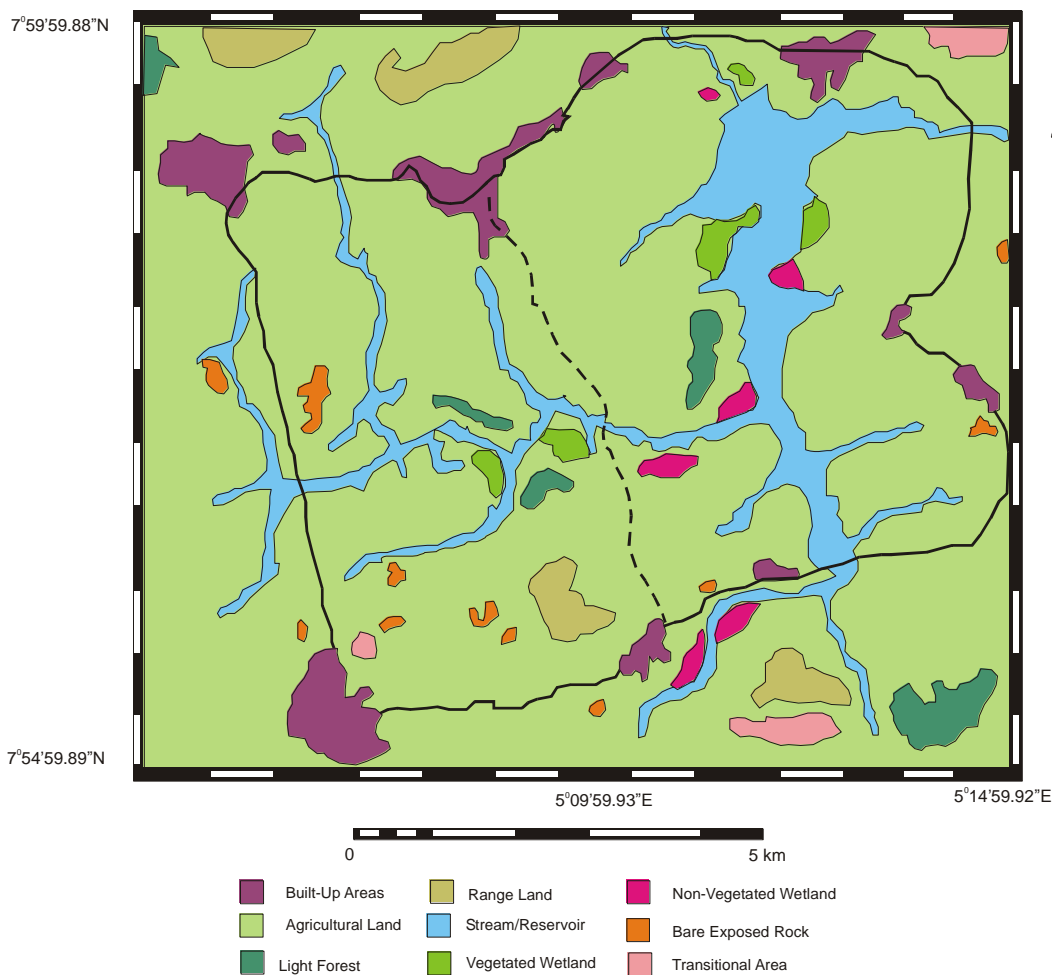 7°59'59.88”N
7°54'59.89”N
5°09'59.93”E
5°14'59.92”E
0 5 km
Built-Up Areas Range Land Non-Vegetated Wetland
Agricultural Land Stream/Reservoir Bare Exposed Rock
Light Forest Vegetated Wetland Transitional Area